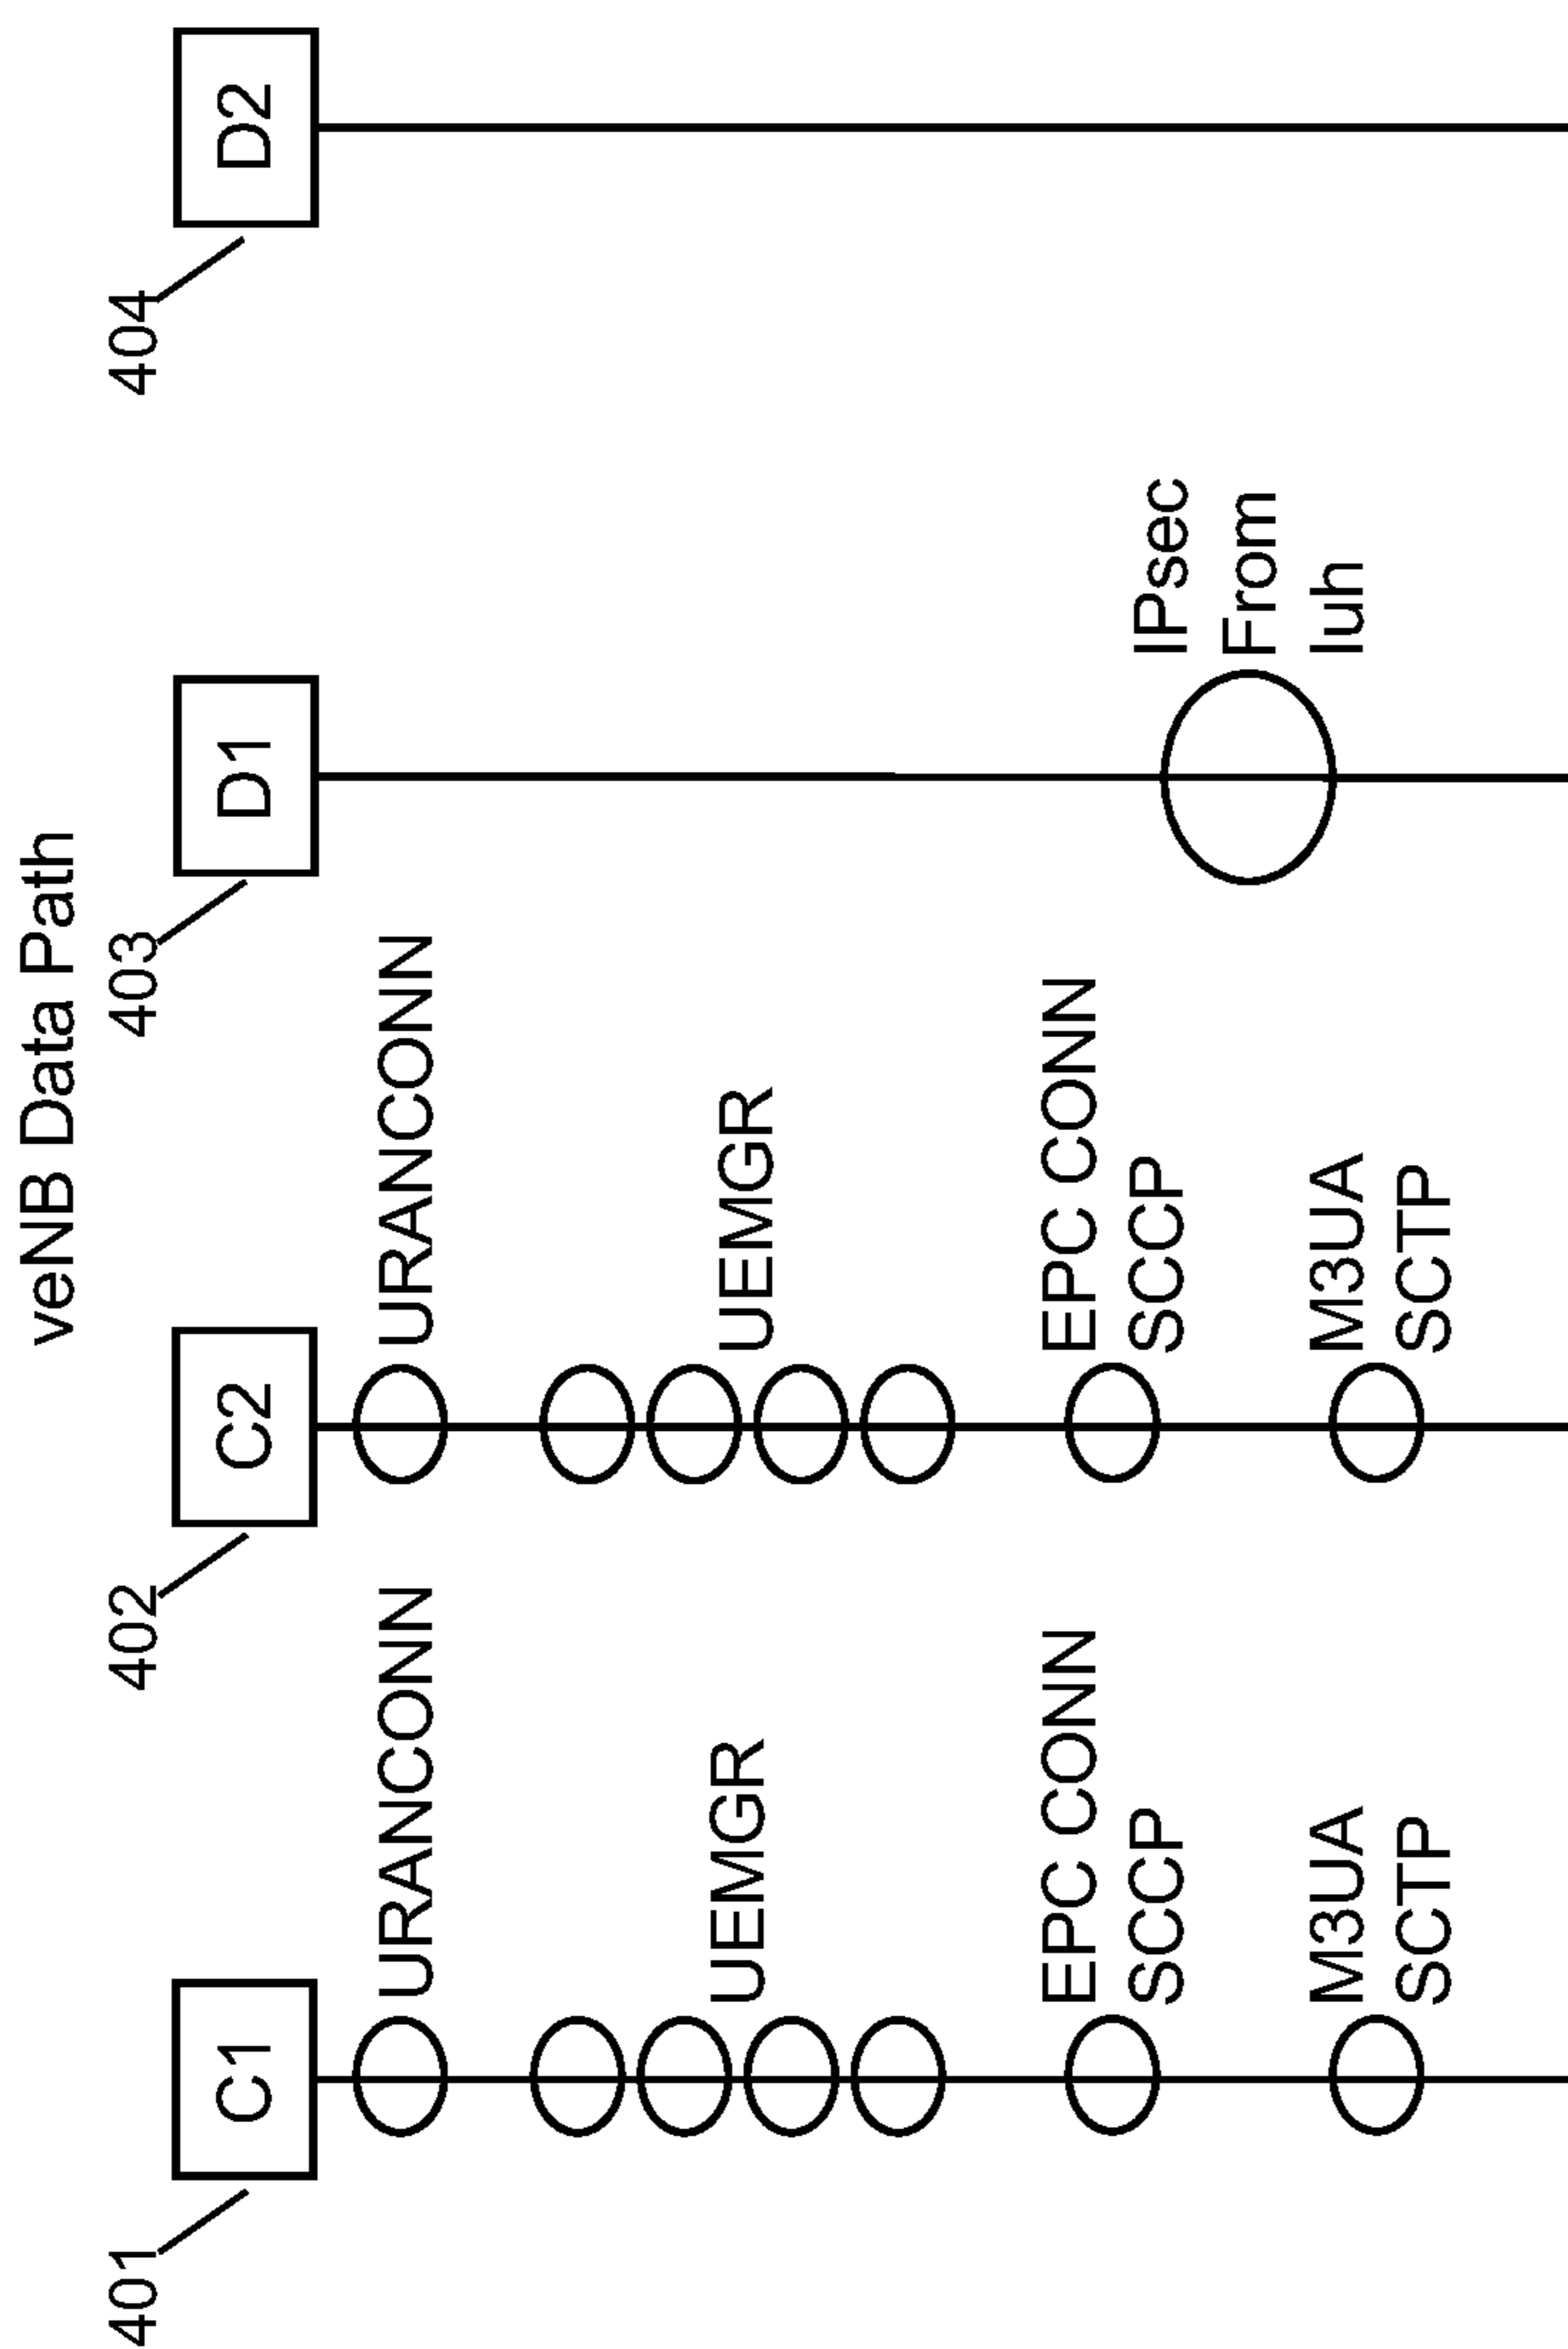 veNB Data Path
401
402
403
404
C1
C2
D1
D2
URANCONN
URANCONN
UEMGR
UEMGR
EPC CONN
SCCP
EPC CONN
SCCP
IPsec
From
Iuh
M3UA
SCTP
M3UA
SCTP